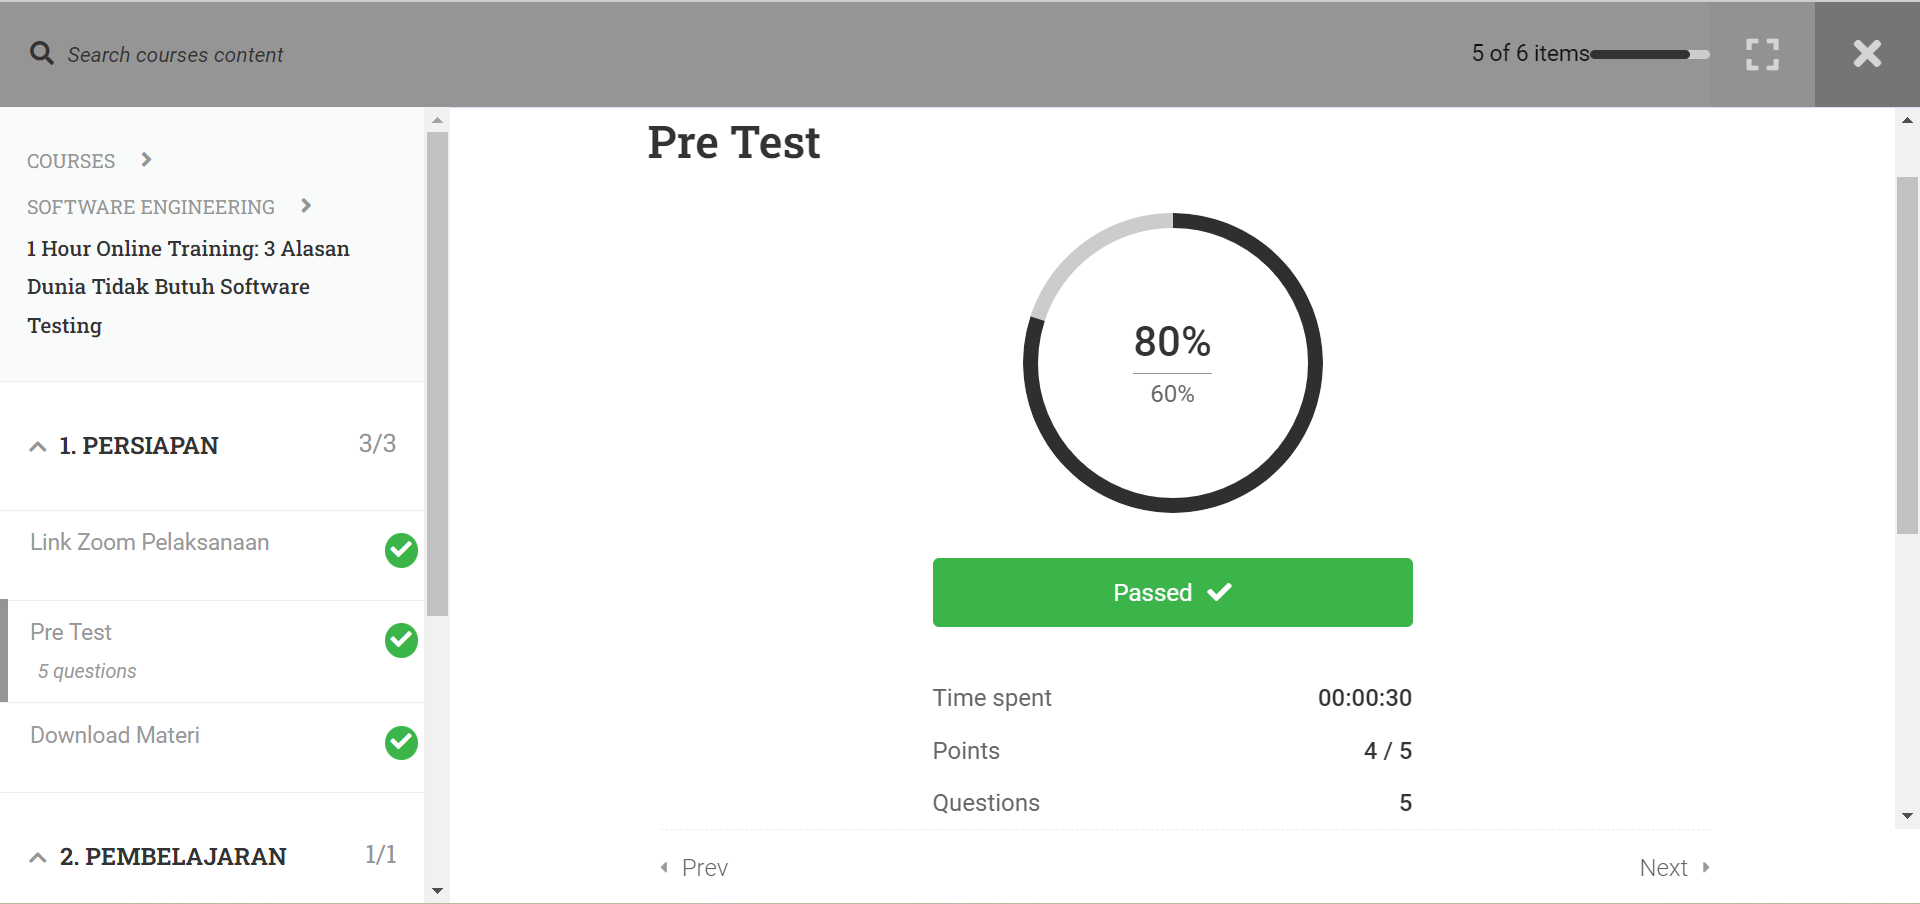 Search courses content
5 of 6 items
COURSES
SOFTWARE ENGINEERING
1 Hour Online Training: 3 Alasan
Dunia Tidak Butuh Software
Testing
1. PERSIAPAN 3/3
Link Zoom Pelaksanaan
Pre Test
5 questions
Download Materi
2. PEMBELAJARAN 1/1
Pre Test
80%
60%
Passed
Time spent 00:00:30
Points 4 / 5
Questions 5
Prev
Next